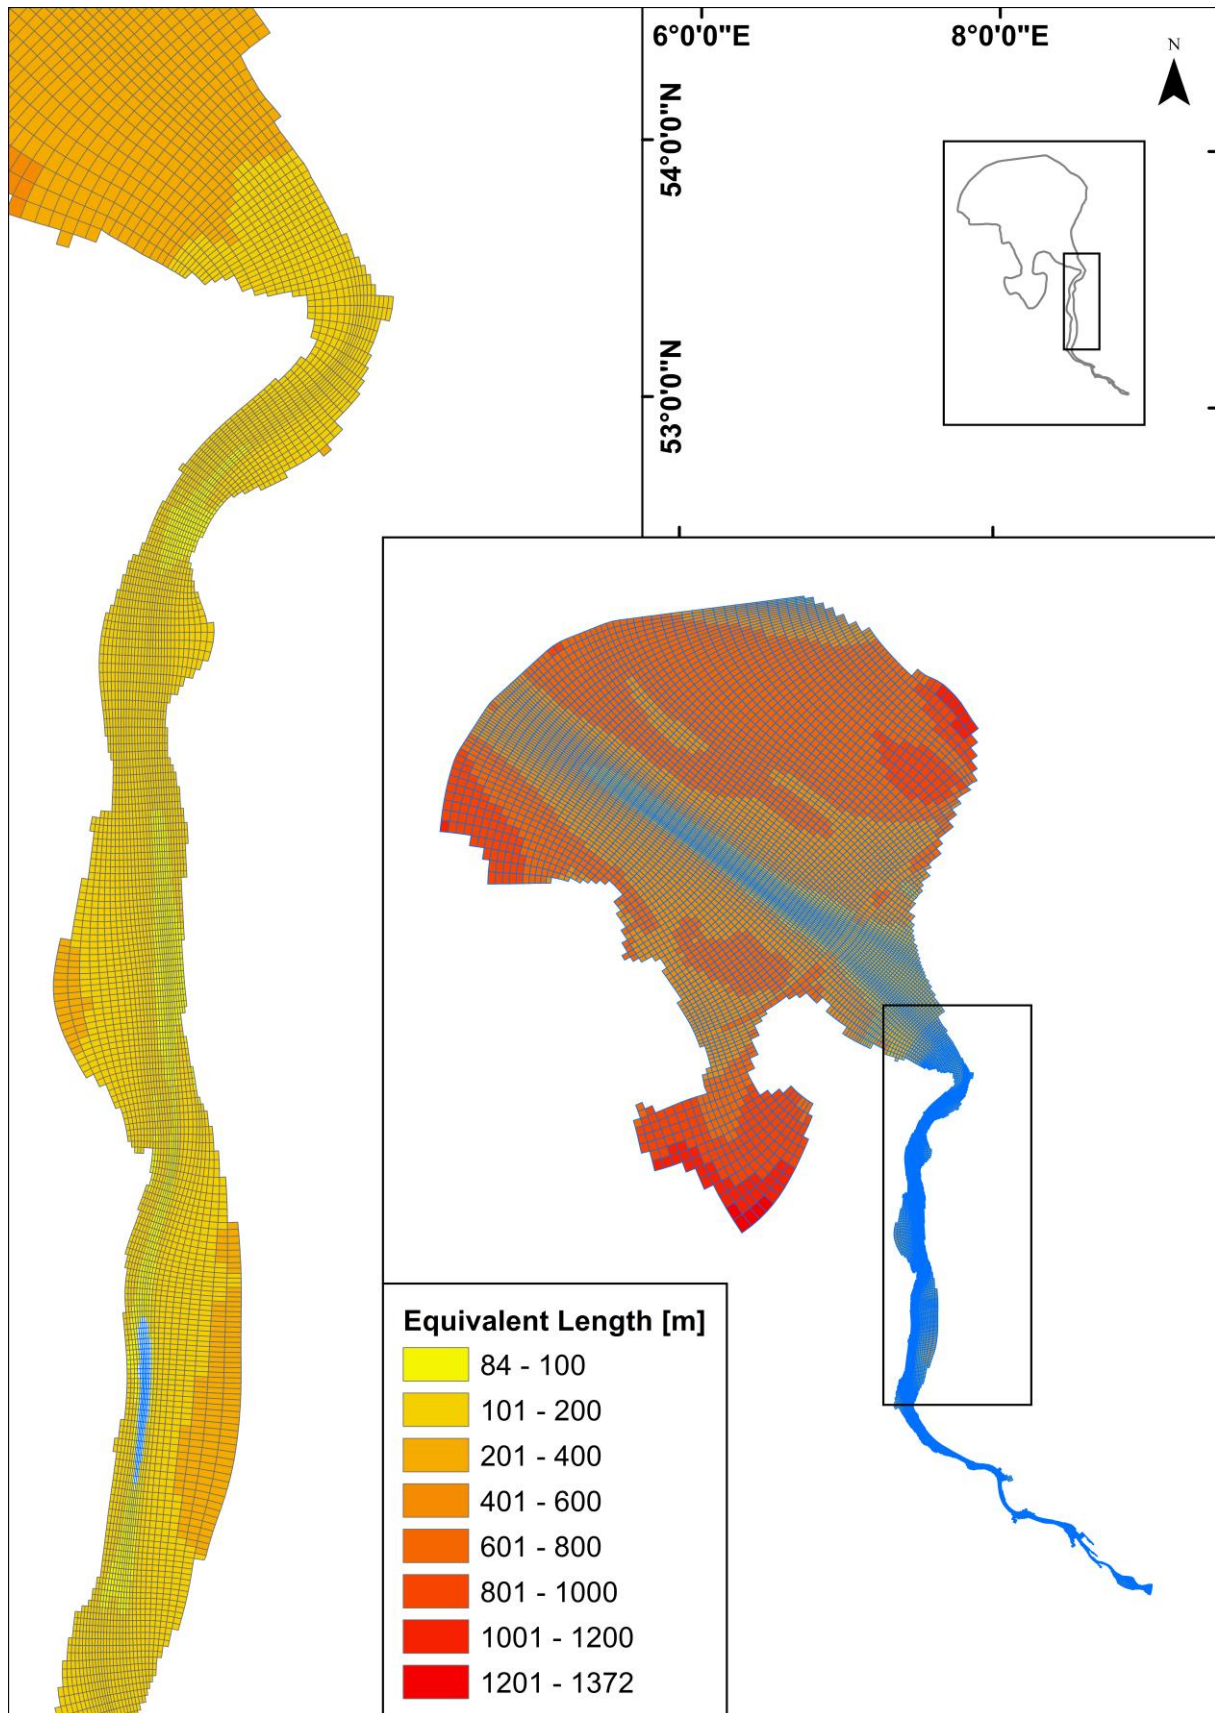 6°0'0"E
8°0'0"E
N
54°0'0"N
53°0'0"N
Equivalent Length [m]
84 - 100
101 - 200
201 - 400
401 - 600
601 - 800
801 - 1000
1001 - 1200
1201 - 1372